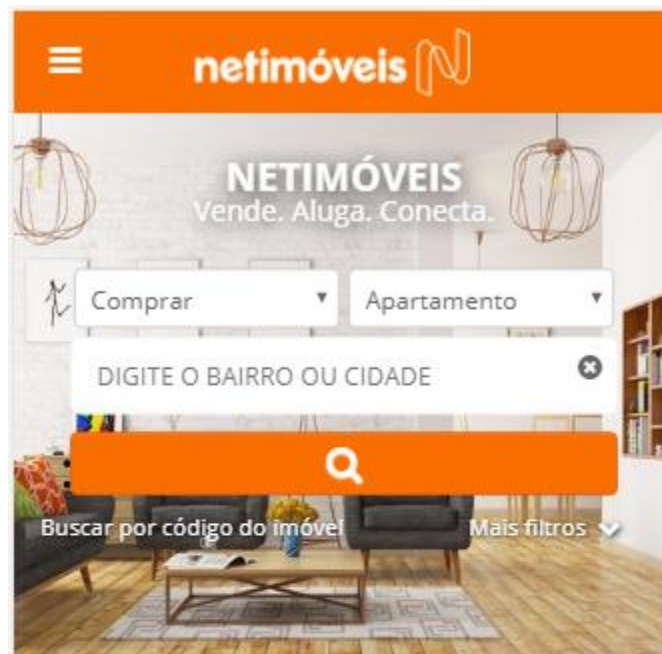 netimóveis
NETIMÓVEIS
Vende. Aluga. Conecta.
Comprar
Apartamento
DIGITE O BAIRRO OU CIDADE
Buscar por código do imóvel
Mais filtros